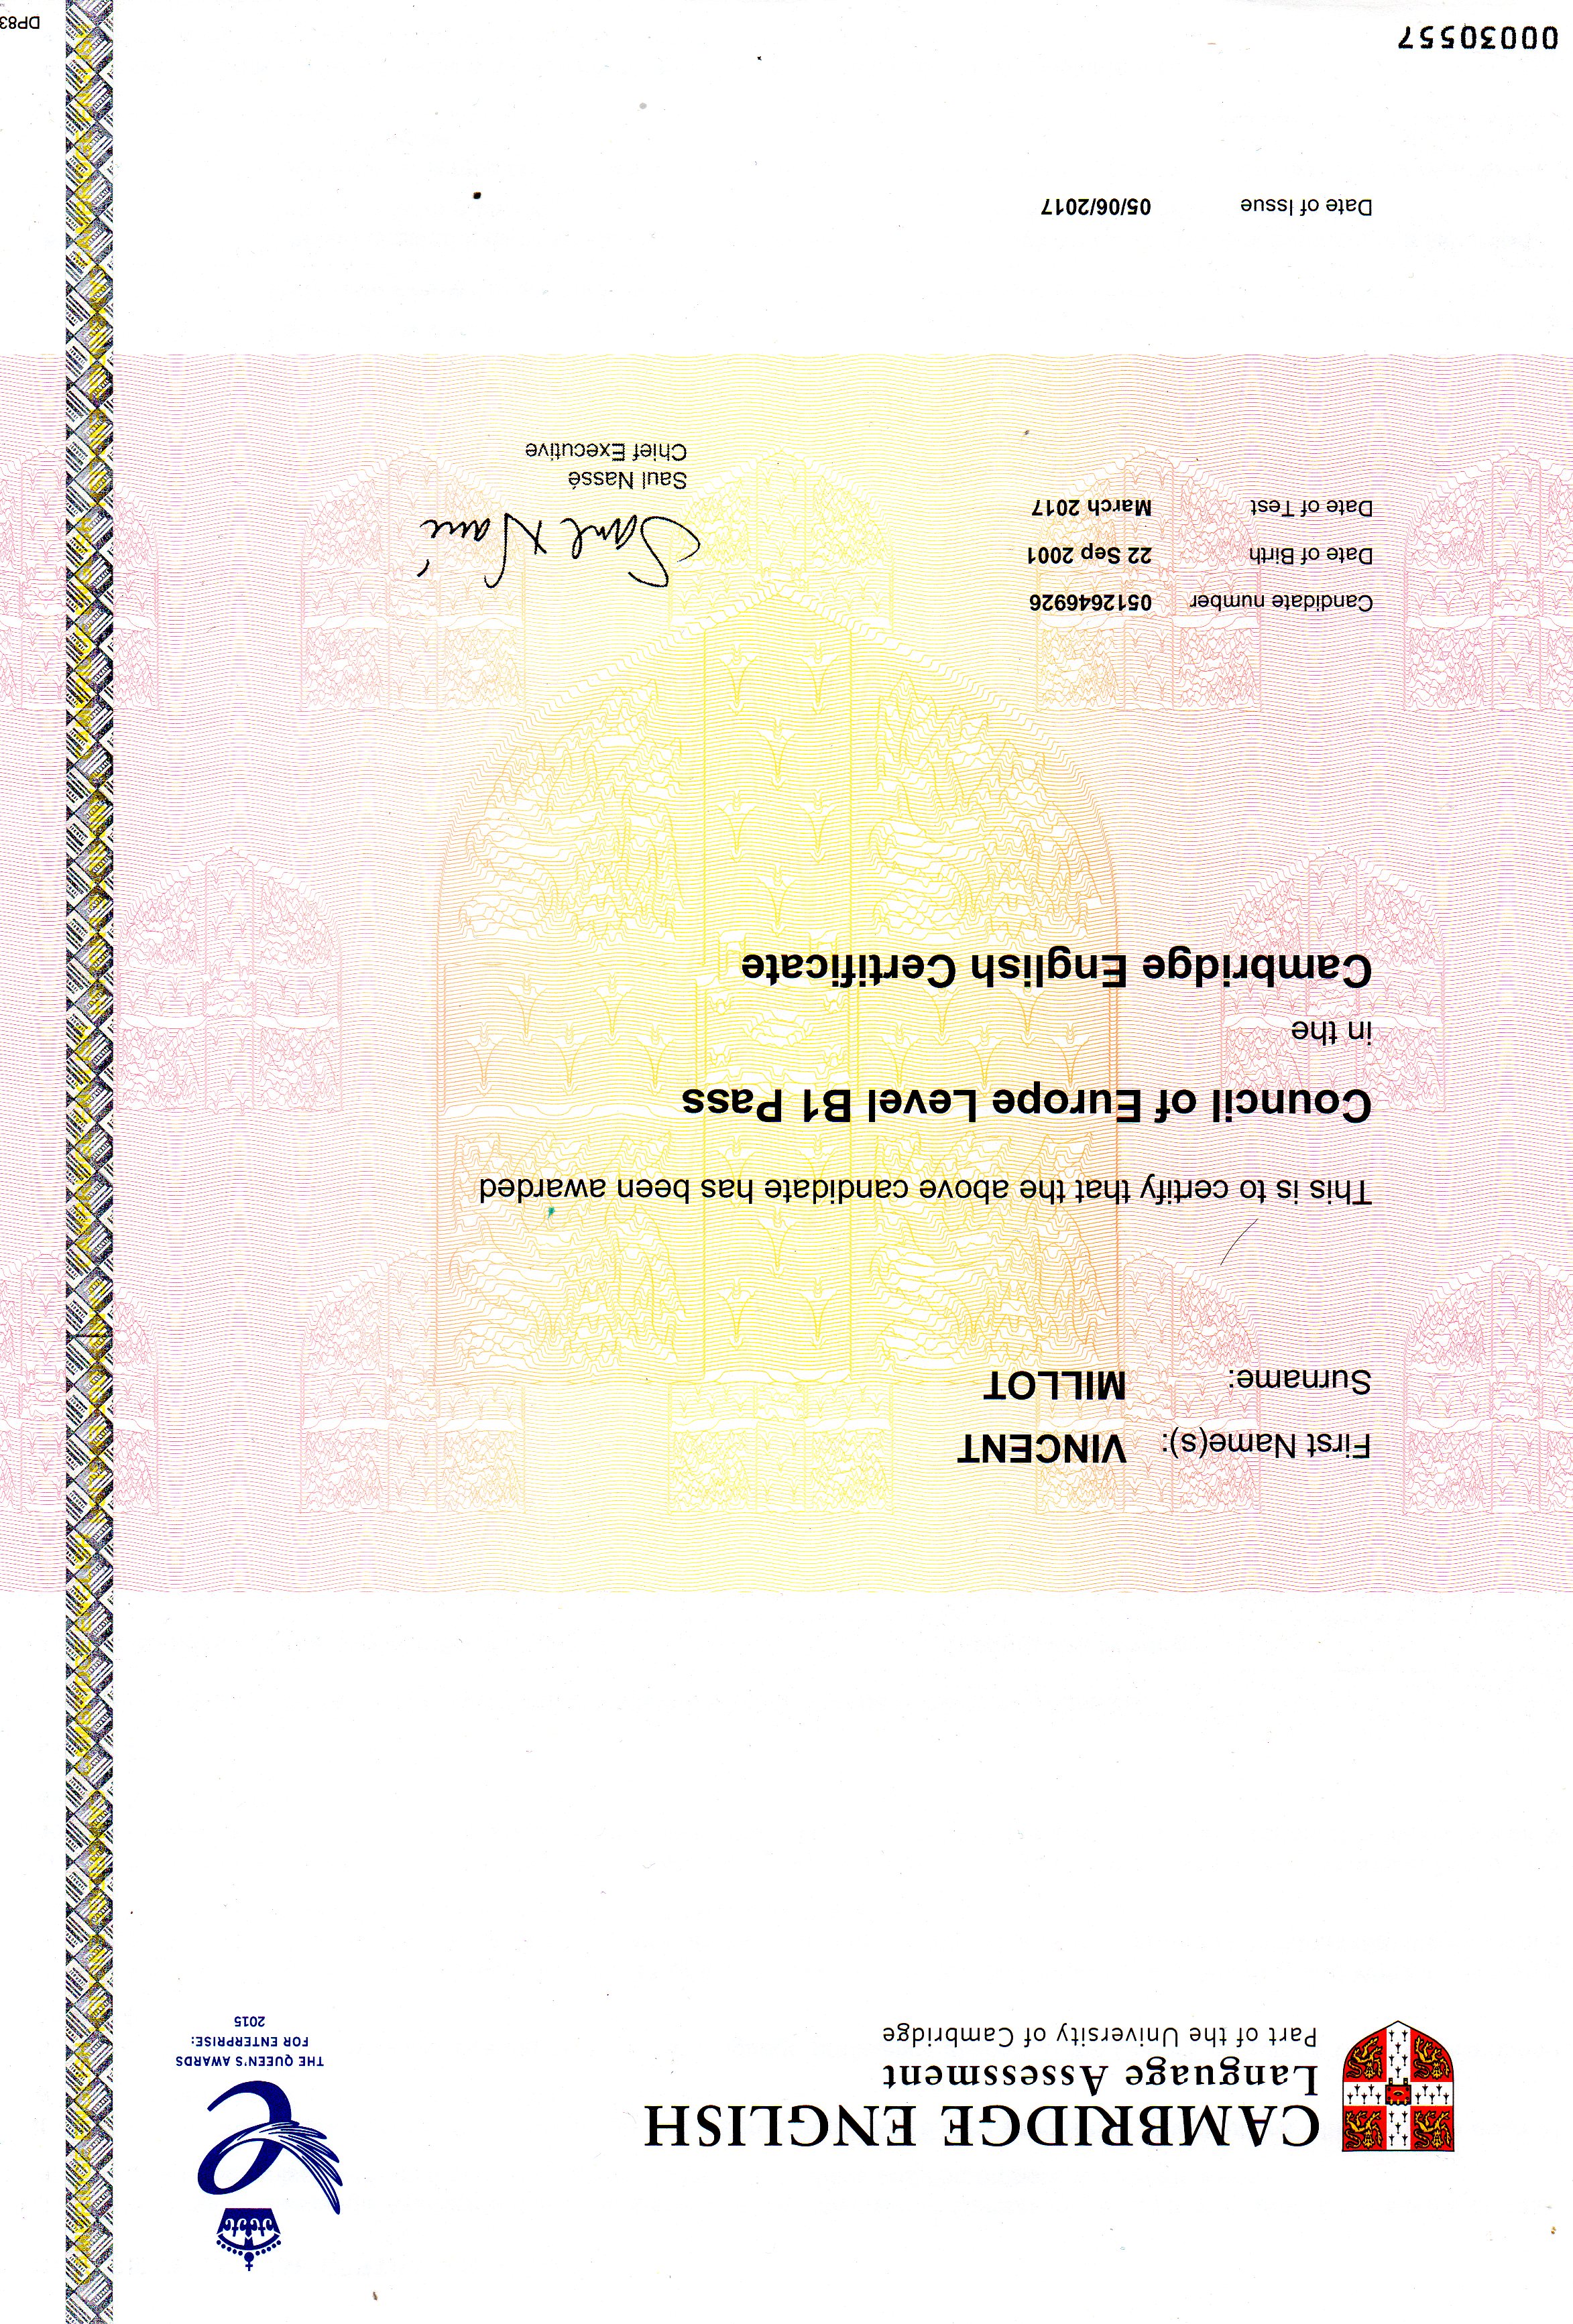 CAMBRIDGE ENGLISH
Language Assessment
Part of the University of Cambridge
THE QUEEN'S AWARDS
FOR ENTERPRISE:
2015
First Name(s): VINCENT
Surname: MILLOT
This is to certify that the above candidate has been awarded
Council of Europe Level B1 Pass
in the
Cambridge English Certificate
Candidate number 0512646926
Date of Birth 22 Sep 2001
Date of Test March 2017
Saul Nassé
Saul Nassé
Chief Executive
Date of Issue 05/06/2017
00030557
DP83